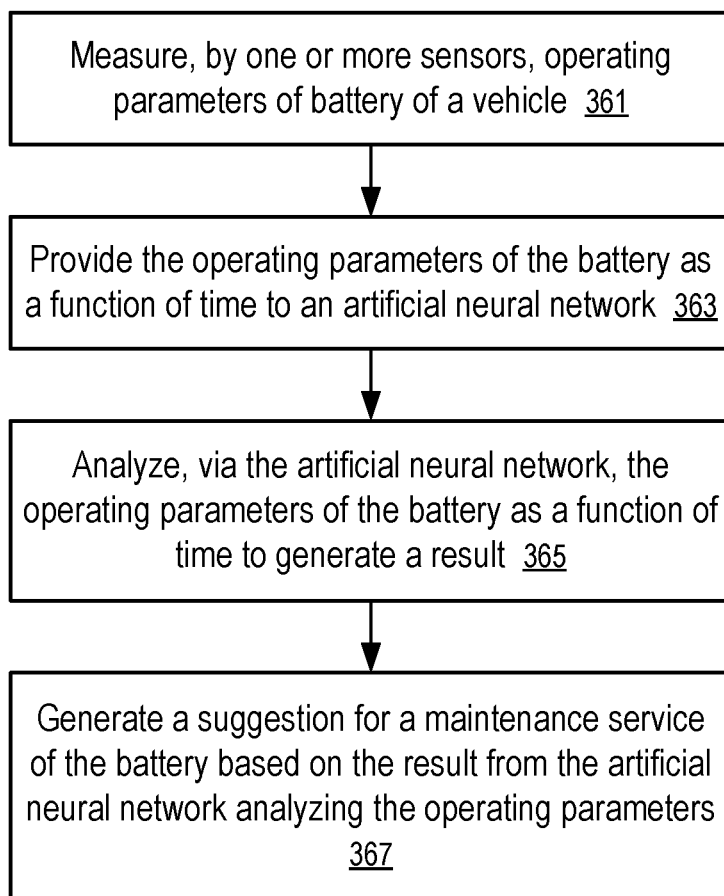 Measure, by one or more sensors, operating
parameters of battery of a vehicle 361
Provide the operating parameters of the battery as
a function of time to an artificial neural network 363
Analyze, via the artificial neural network, the
operating parameters of the battery as a function of
time to generate a result 365
Generate a suggestion for a maintenance service
of the battery based on the result from the artificial
neural network analyzing the operating parameters
367